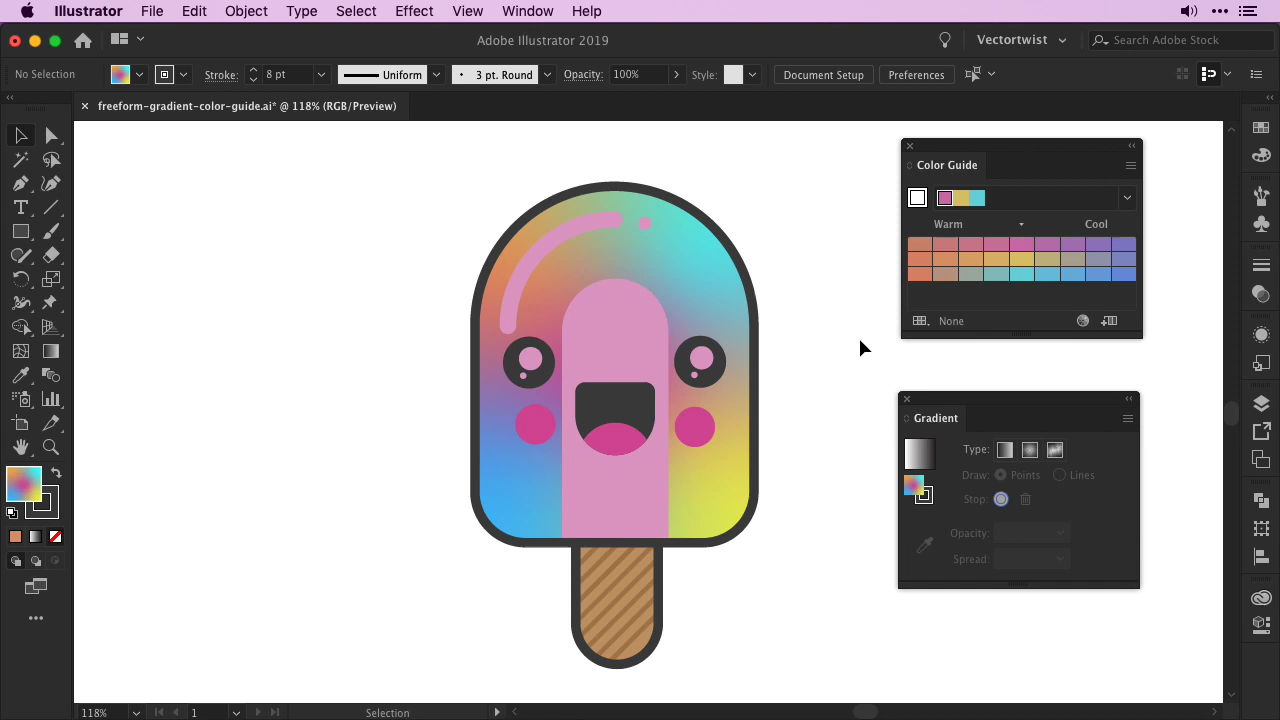 Illustrator File Edit Object Type Select Effect View Window Help
Adobe Illustrator 2019
Vectortwist
Search Adobe Stock
No Selection
Stroke: 8 pt
Uniform
3 pt. Round
Opacity: 100%
Style:
Document Setup
Preferences
freeform-gradient-color-guide.ai* @ 118% (RGB/Preview)
Color Guide
Warm Cool
None
Gradient
Type:
Draw: Points Lines
Stop:
Opacity:
Spread:
118%
1
Selection